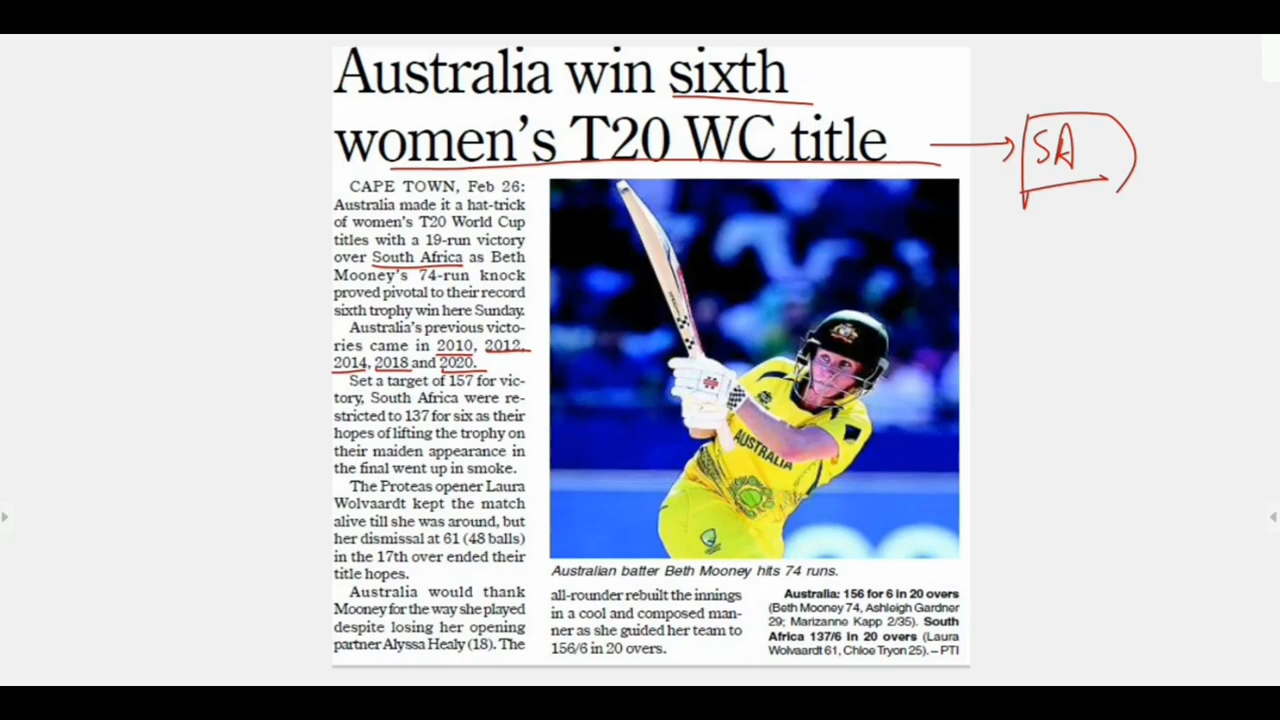 Australia win sixth
women's T20 WC title
SA
CAPE TOWN, Feb 26:
Australia made it a hat-trick
of women's T20 World Cup
titles with a 19-run victory
over South Africa as Beth
Mooney's 74-run knock
proved pivotal to their record
sixth trophy win here Sunday.
Australia's previous victo-
ries came in 2010, 2012,
2014, 2018 and 2020.
Set a target of 157 for vic-
tory, South Africa were re-
stricted to 137 for six as their
hopes of lifting the trophy on
their maiden appearance in
the final went up in smoke.
The Proteas opener Laura
Wolvaardt kept the match
alive till she was around, but
her dismissal at 61 (48 balls)
in the 17th over ended their
title hopes.
Australia would thank
Mooney for the way she played
despite losing her opening
partner Alyssa Healy (18). The
AUSTRALIA
Australian batter Beth Mooney hits 74 runs.
all-rounder rebuilt the innings
in a cool and composed man-
ner as she guided her team to
156/6 in 20 overs.
Australia: 156 for 6 in 20 overs
(Beth Mooney 74, Ashleigh Gardner
29; Marizanne Kapp 2/35). South
Africa 137/6 in 20 overs (Laura
Wolvaardt 61, Chloe Tryon 25). – PTI